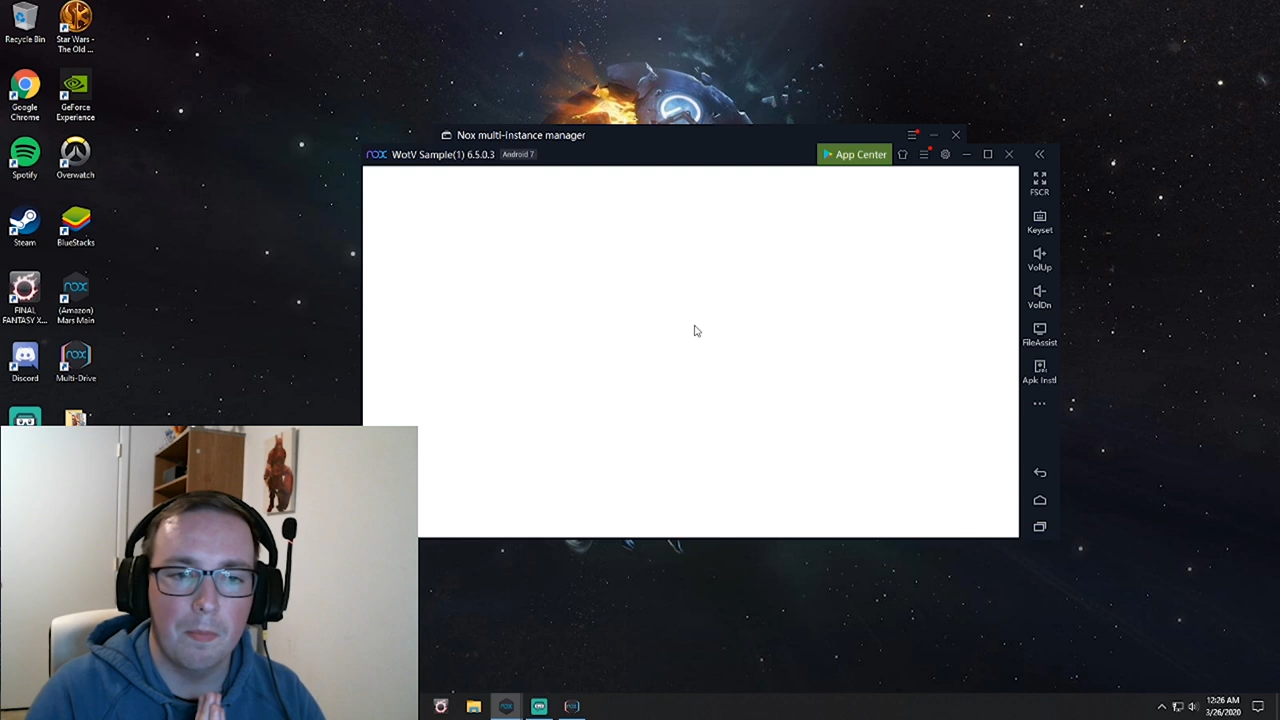 Recycle Bin
Star Wars -
The Old ...
Google
Chrome
GeForce
Experience
Spotify
Overwatch
Steam
BlueStacks
FINAL
FANTASY X...
(Amazon)
Mars Main
Discord
Multi-Drive
Nox multi-instance manager
nox WotV Sample(1) 6.5.0.3 Android 7
App Center
FSCR
Keyset
VolUp
VolDn
FileAssist
Apk Instl
12:26 AM
3/26/2020